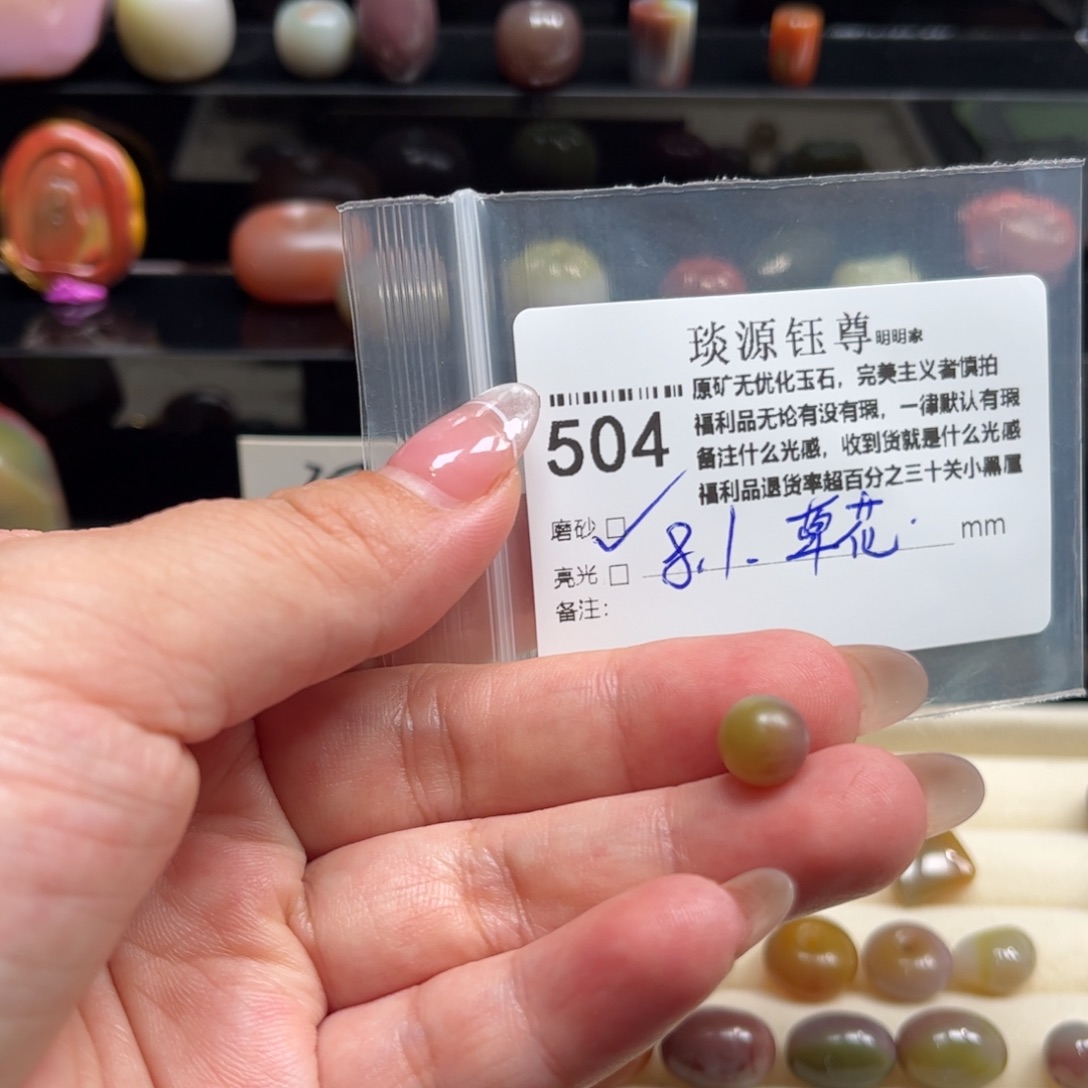 琰源钰尊明明家
原矿无优化玉石，完美主义者慎拍
福利品无论有没有瑕，一律默认有瑕
备注什么光感，收到货就是什么光感
福利品退货率超百分之三十关小黑屋
504
磨砂 □ ✓ 8.1. 草花. mm
亮光 □
备注：